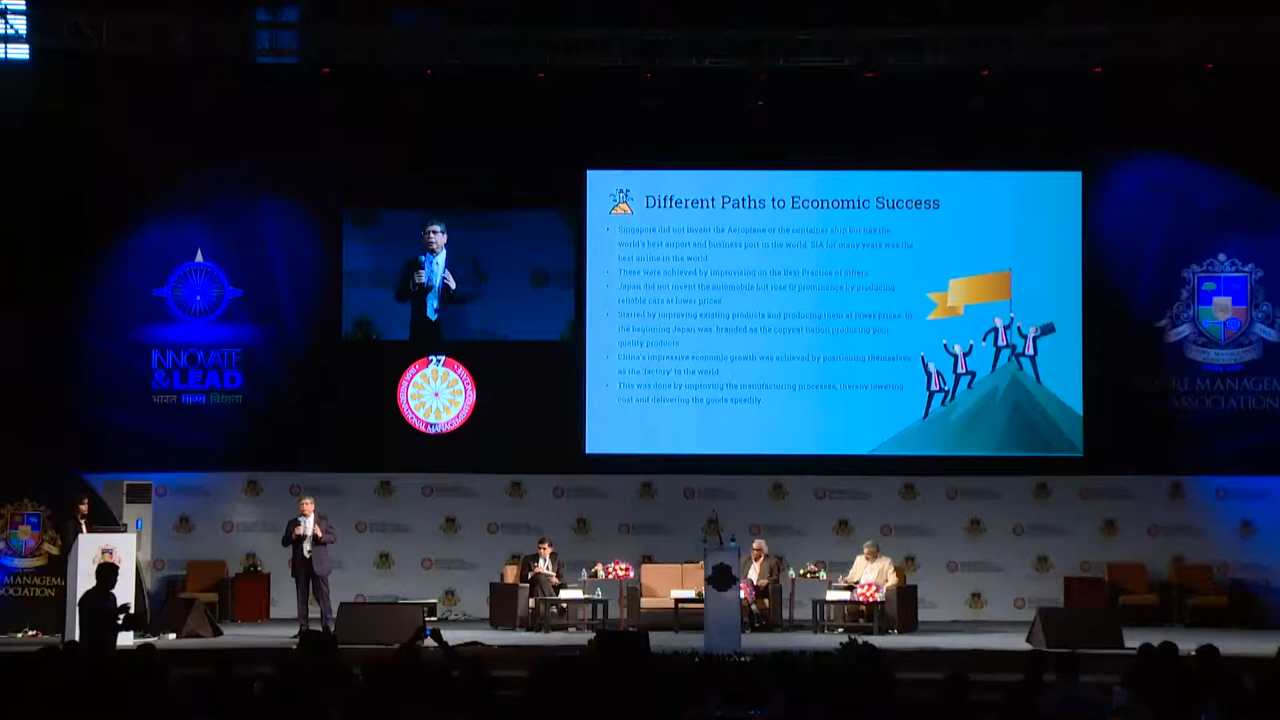 Different Paths to Economic Success
Singapore did not invent the Aeroplane or the container ship but has the
world's best airport and business port in the world. SIA for many years was the
best airline in the world.
These were achieved by improvising on the Best Practice of others.
Japan did not invent the automobile but rose to prominence by producing
reliable cars at lower prices
Started by improving existing products and producing them at lower prices. In
the beginning Japan was branded as the copycat nation producing poor
quality products
China's impressive economic growth was achieved by positioning themselves
as the 'factory' to the world
This was done by improving the manufacturing processes, thereby lowering
cost and delivering the goods speedily.
INNOVATE
& LEAD
भारत भाग्य विधाता
27
INTERNATIONAL MANAGEMENT
MANAGEM
ASSOCIATION
MANAGEM
SOCIATION